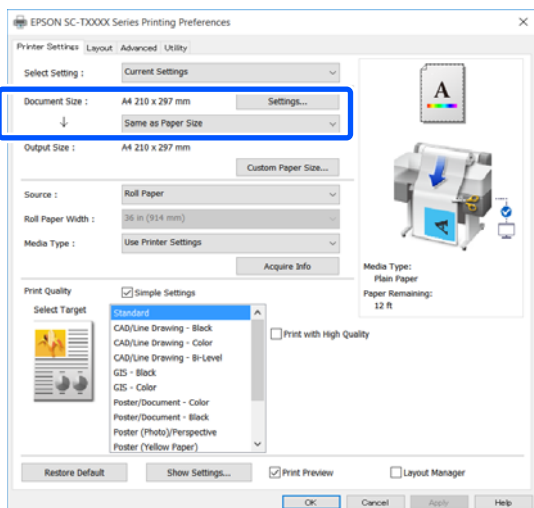 EPSON SC-TXXXX Series Printing Preferences
Printer Settings Layout Advanced Utility
Select Setting : Current Settings
Document Size : A4 210 x 297 mm Settings...
↓ Same as Paper Size
Output Size : A4 210 x 297 mm
Custom Paper Size...
Source : Roll Paper
Roll Paper Width : 36 in (914 mm)
Media Type : Use Printer Settings
Acquire Info
A
A
Media Type:
Plain Paper
Paper Remaining:
12 ft
Print Quality Simple Settings
Select Target
Standard
CAD/Line Drawing - Black
CAD/Line Drawing - Color
CAD/Line Drawing - Bi-Level
GIS - Black
GIS - Color
Poster/Document - Color
Poster/Document - Black
Poster (Photo)/Perspective
Poster (Yellow Paper)
Print with High Quality
Restore Default Show Settings... Print Preview Layout Manager
OK Cancel Apply Help